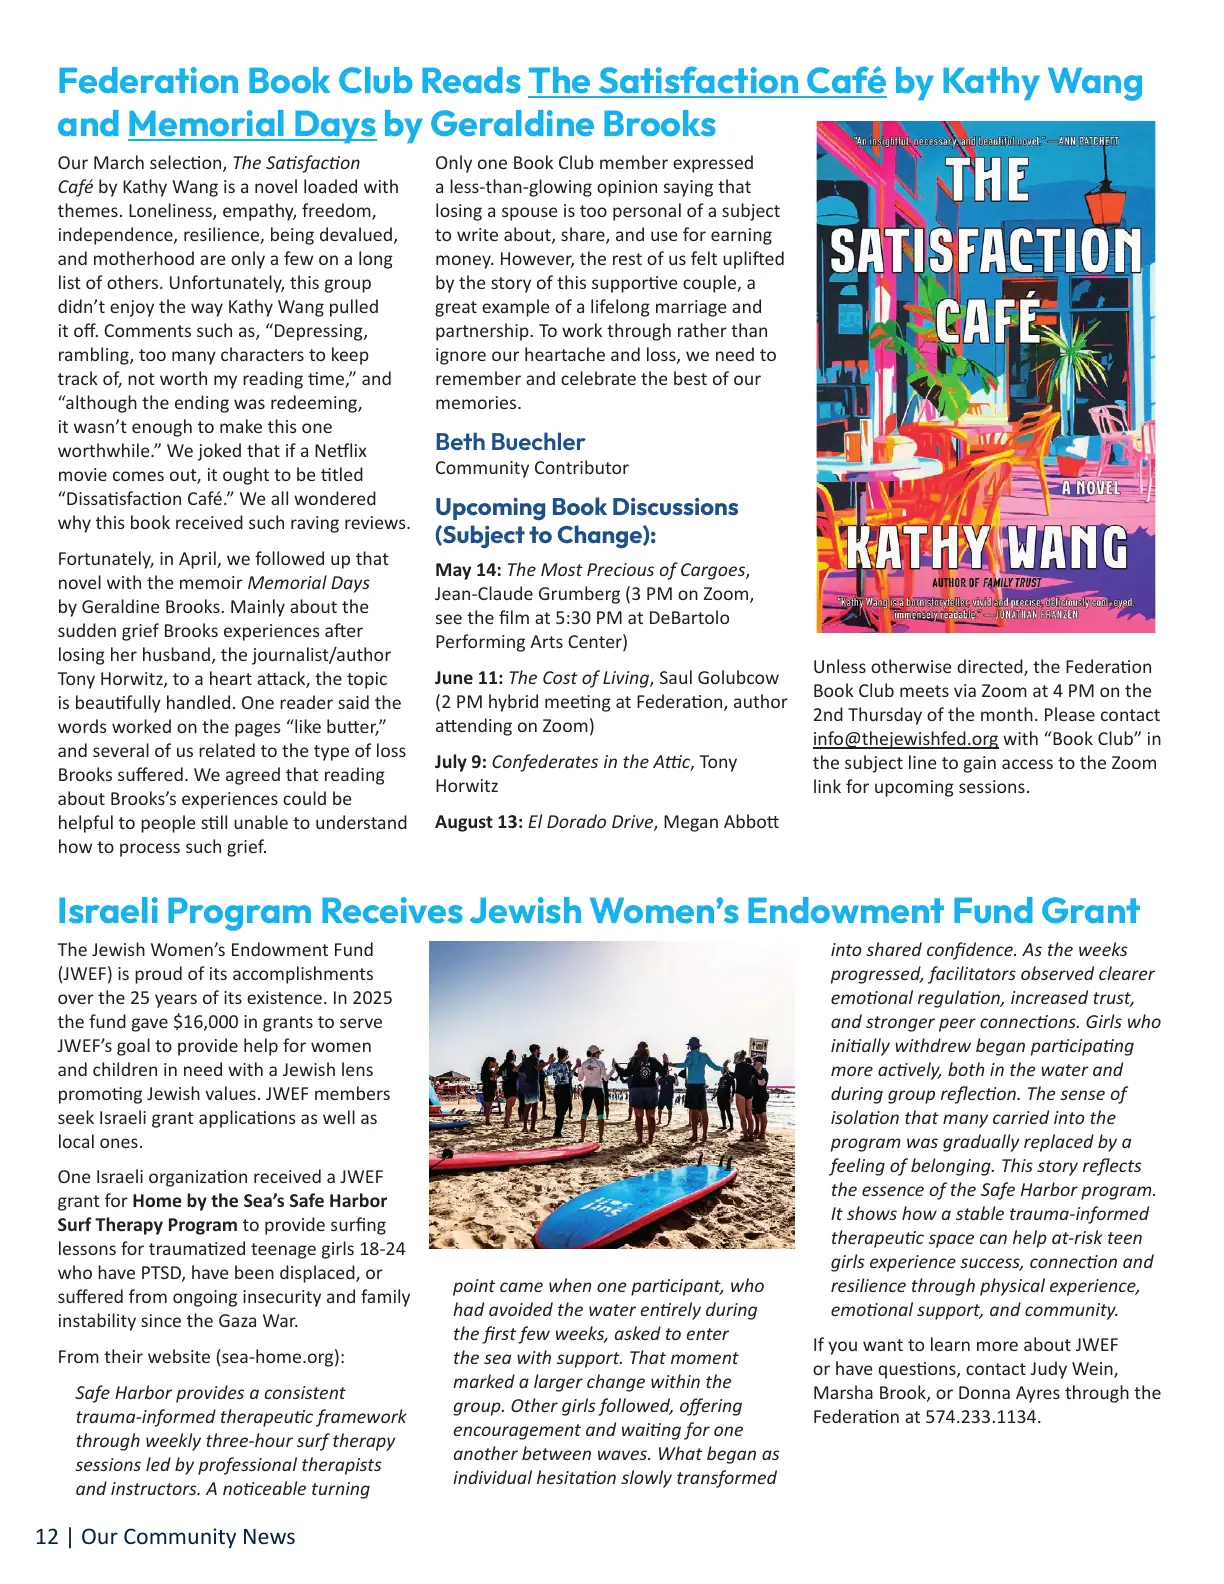 Federation Book Club Reads The Satisfaction Café by Kathy Wang
and Memorial Days by Geraldine Brooks
Our March selection, The Satisfaction
Café by Kathy Wang is a novel loaded with
themes. Loneliness, empathy, freedom,
independence, resilience, being devalued,
and motherhood are only a few on a long
list of others. Unfortunately, this group
didn’t enjoy the way Kathy Wang pulled
it off. Comments such as, “Depressing,
rambling, too many characters to keep
track of, not worth my reading time,” and
“although the ending was redeeming,
it wasn’t enough to make this one
worthwhile.” We joked that if a Netflix
movie comes out, it ought to be titled
“Dissatisfaction Café.” We all wondered
why this book received such raving reviews.
Fortunately, in April, we followed up that
novel with the memoir Memorial Days
by Geraldine Brooks. Mainly about the
sudden grief Brooks experiences after
losing her husband, the journalist/author
Tony Horwitz, to a heart attack, the topic
is beautifully handled. One reader said the
words worked on the pages “like butter,”
and several of us related to the type of loss
Brooks suffered. We agreed that reading
about Brooks’s experiences could be
helpful to people still unable to understand
how to process such grief.
Only one Book Club member expressed
a less-than-glowing opinion saying that
losing a spouse is too personal of a subject
to write about, share, and use for earning
money. However, the rest of us felt uplifted
by the story of this supportive couple, a
great example of a lifelong marriage and
partnership. To work through rather than
ignore our heartache and loss, we need to
remember and celebrate the best of our
memories.
Beth Buechler
Community Contributor
Upcoming Book Discussions
(Subject to Change):
May 14: The Most Precious of Cargoes,
Jean-Claude Grumberg (3 PM on Zoom,
see the film at 5:30 PM at DeBartolo
Performing Arts Center)
June 11: The Cost of Living, Saul Golubcow
(2 PM hybrid meeting at Federation, author
attending on Zoom)
July 9: Confederates in the Attic, Tony
Horwitz
August 13: El Dorado Drive, Megan Abbott
"An insightful, necessary, and beautiful novel." —ANN PATCHETT
THE
SATISFACTION
CAFÉ
A NOVEL
KATHY WANG
AUTHOR OF FAMILY TRUST
"Kathy Wang is a born storyteller, vivid and precise, deliciously cool-eyed,
immensely readable." —JONATHAN FRANZEN
Unless otherwise directed, the Federation
Book Club meets via Zoom at 4 PM on the
2nd Thursday of the month. Please contact
info@thejewishfed.org with “Book Club” in
the subject line to gain access to the Zoom
link for upcoming sessions.
Israeli Program Receives Jewish Women’s Endowment Fund Grant
The Jewish Women’s Endowment Fund
(JWEF) is proud of its accomplishments
over the 25 years of its existence. In 2025
the fund gave $16,000 in grants to serve
JWEF’s goal to provide help for women
and children in need with a Jewish lens
promoting Jewish values. JWEF members
seek Israeli grant applications as well as
local ones.
One Israeli organization received a JWEF
grant for Home by the Sea’s Safe Harbor
Surf Therapy Program to provide surfing
lessons for traumatized teenage girls 18-24
who have PTSD, have been displaced, or
suffered from ongoing insecurity and family
instability since the Gaza War.
From their website (sea-home.org):
Safe Harbor provides a consistent
trauma-informed therapeutic framework
through weekly three-hour surf therapy
sessions led by professional therapists
and instructors. A noticeable turning
point came when one participant, who
had avoided the water entirely during
the first few weeks, asked to enter
the sea with support. That moment
marked a larger change within the
group. Other girls followed, offering
encouragement and waiting for one
another between waves. What began as
individual hesitation slowly transformed
into shared confidence. As the weeks
progressed, facilitators observed clearer
emotional regulation, increased trust,
and stronger peer connections. Girls who
initially withdrew began participating
more actively, both in the water and
during group reflection. The sense of
isolation that many carried into the
program was gradually replaced by a
feeling of belonging. This story reflects
the essence of the Safe Harbor program.
It shows how a stable trauma-informed
therapeutic space can help at-risk teen
girls experience success, connection and
resilience through physical experience,
emotional support, and community.
If you want to learn more about JWEF
or have questions, contact Judy Wein,
Marsha Brook, or Donna Ayres through the
Federation at 574.233.1134.
12 | Our Community News